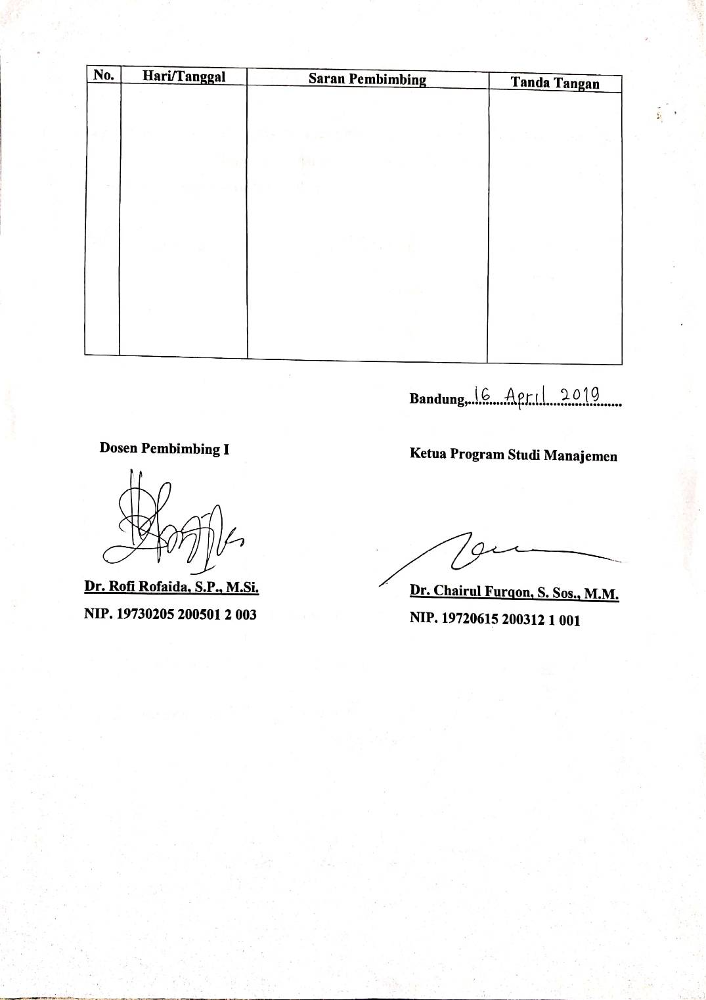 No. Hari/Tanggal Saran Pembimbing Tanda Tangan
Bandung, 16 April 2019
Dosen Pembimbing I Ketua Program Studi Manajemen
Dr. Rofi Rofaida, S.P., M.Si. Dr. Chairul Furqon, S. Sos., M.M.
NIP. 19730205 200501 2 003 NIP. 19720615 200312 1 001